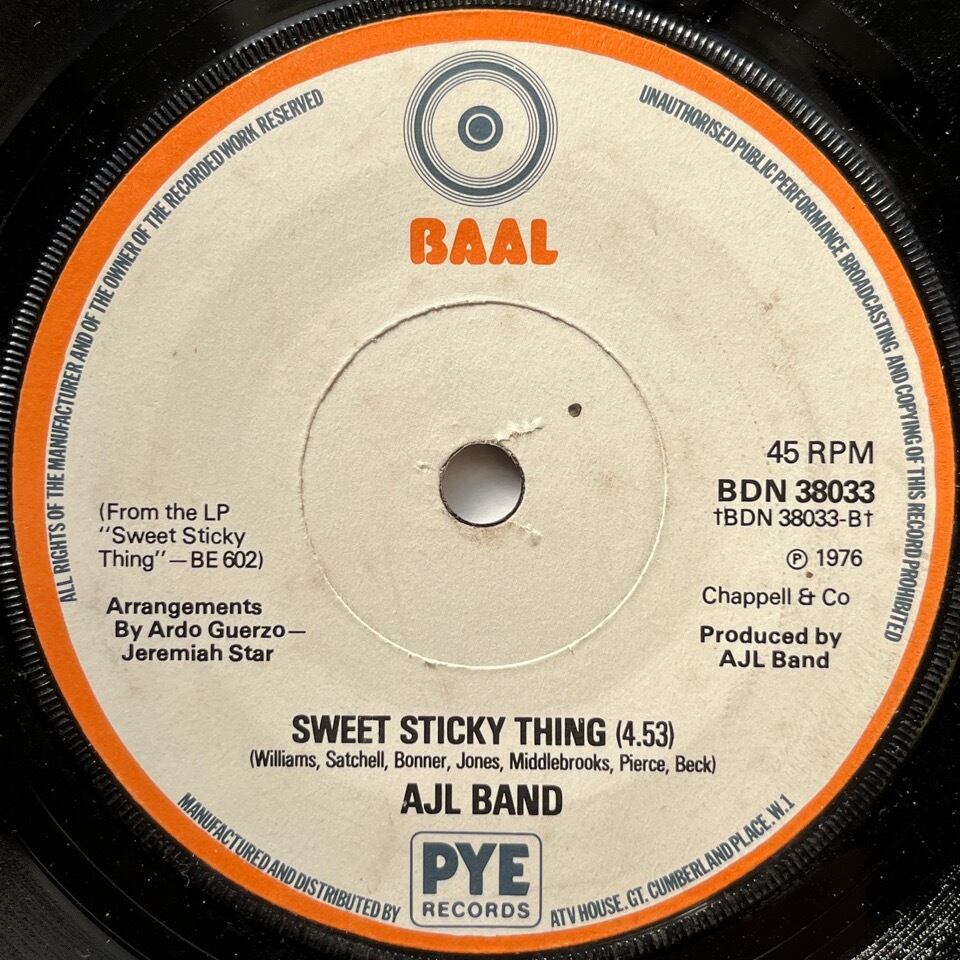 ALL RIGHTS OF THE MANUFACTURER AND OF THE OWNER OF THE RECORDED WORK RESERVED
UNAUTHORISED PUBLIC PERFORMANCE BROADCASTING AND COPYING OF THIS RECORD PROHIBITED
BAAL
(From the LP
"Sweet Sticky
Thing"—BE 602)
Arrangements
By Ardo Guerzo—
Jeremiah Star
45 RPM
BDN 38033
†BDN 38033-B†
℗ 1976
Chappell & Co
Produced by
AJL Band
SWEET STICKY THING (4.53)
(Williams, Satchell, Bonner, Jones, Middlebrooks, Pierce, Beck)
AJL BAND
MANUFACTURED AND DISTRIBUTED BY
PYE
RECORDS
ATV HOUSE. GT. CUMBERLAND PLACE. W.1